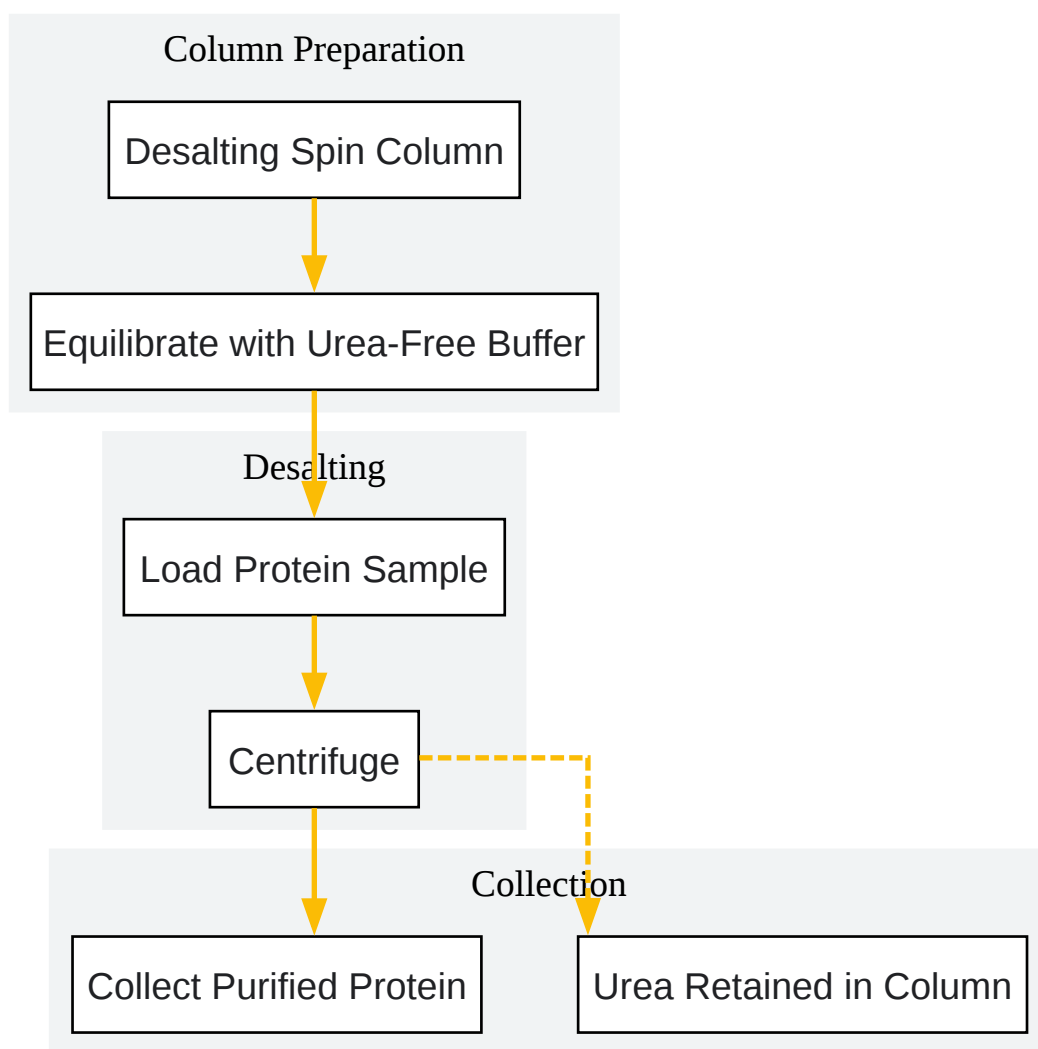 Column Preparation
Desalting Spin Column
Equilibrate with Urea-Free Buffer
Desalting
Load Protein Sample
Centrifuge
Collection
Collect Purified Protein
Urea Retained in Column